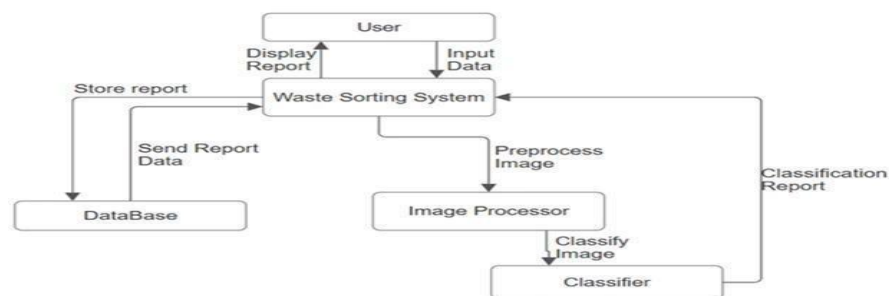 User
Display
Report
Input
Data
Store report
Waste Sorting System
Send Report
Data
Preprocess
Image
Classification
Report
DataBase
Image Processor
Classify
Image
Classifier